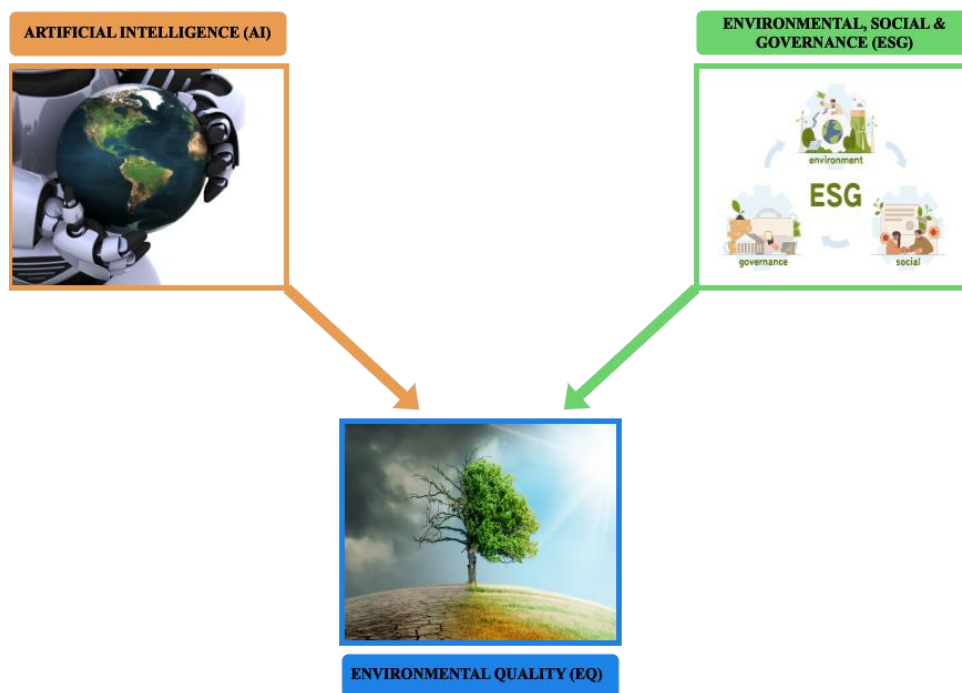 ARTIFICIAL INTELLIGENCE (AI)
ENVIRONMENTAL, SOCIAL &
GOVERNANCE (ESG)
environment
ESG
governance
social
ENVIRONMENTAL QUALITY (EQ)